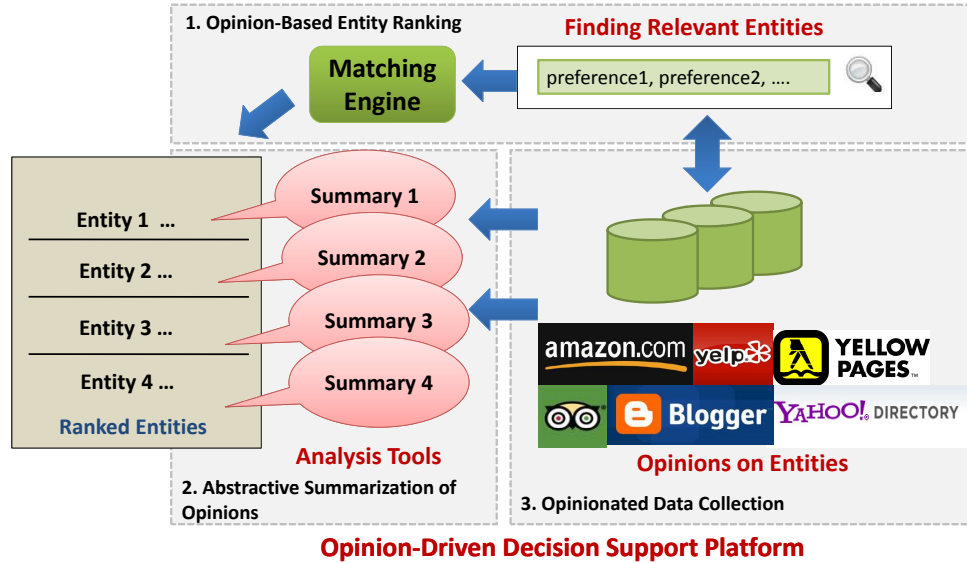 1. Opinion-Based Entity Ranking
Finding Relevant Entities
Matching
Engine
preference1, preference2, ....
Entity 1 ...
Entity 2 ...
Entity 3 ...
Entity 4 ...
Ranked Entities
Summary 1
Summary 2
Summary 3
Summary 4
Analysis Tools
2. Abstractive Summarization of
Opinions
amazon.com
yelp
YELLOW
PAGES™
Blogger
YAHOO!® DIRECTORY
Opinions on Entities
3. Opinionated Data Collection
Opinion-Driven Decision Support Platform